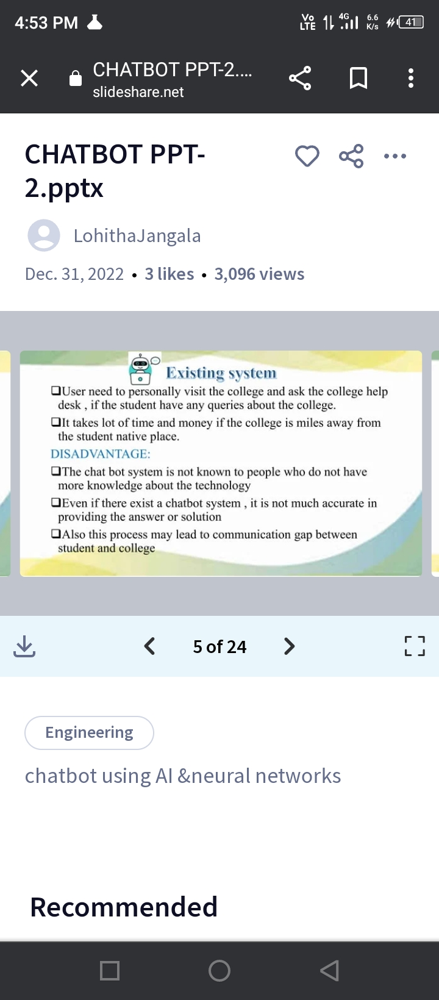 4:53 PM
Vo LTE 4G 6.6 K/s 41
CHATBOT PPT-2....
slideshare.net
CHATBOT PPT-
2.pptx
LohithaJangala
Dec. 31, 2022 • 3 likes • 3,096 views
Existing system
❑User need to personally visit the college and ask the college help
desk , if the student have any queries about the college.
❑It takes lot of time and money if the college is miles away from
the student native place.
DISADVANTAGE:
❑The chat bot system is not known to people who do not have
more knowledge about the technology
❑Even if there exist a chatbot system , it is not much accurate in
providing the answer or solution
❑Also this process may lead to communication gap between
student and college
5 of 24
Engineering
chatbot using AI &neural networks
Recommended